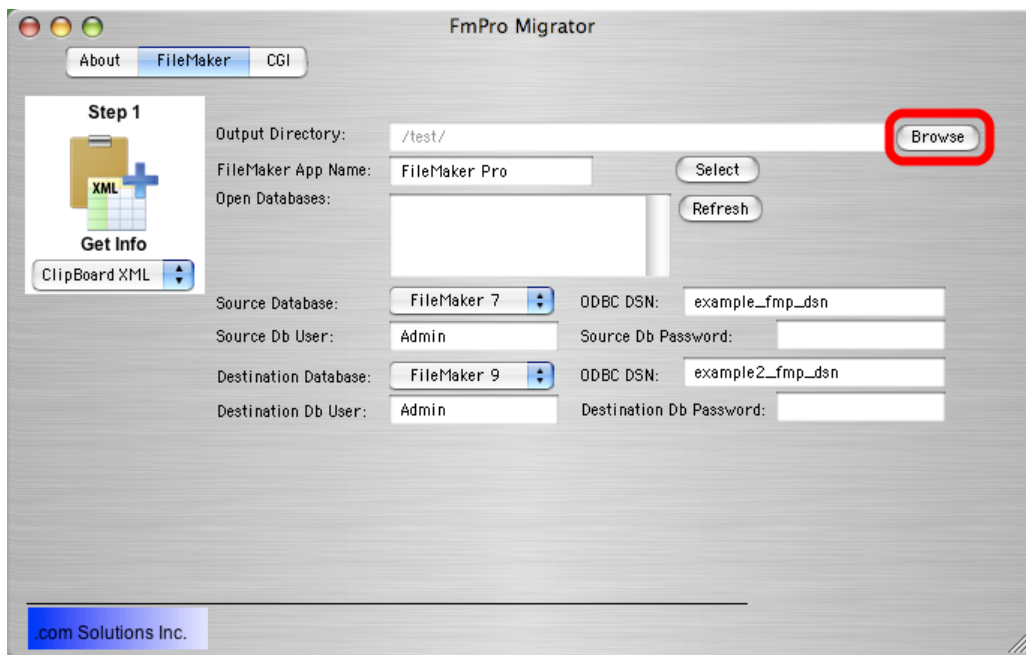 FmPro Migrator
About FileMaker CGI
Step 1
XML
Get Info
ClipBoard XML
Output Directory: /test/ Browse
FileMaker App Name: FileMaker Pro Select
Open Databases: Refresh
Source Database: FileMaker 7 ODBC DSN: example_fmp_dsn
Source Db User: Admin Source Db Password:
Destination Database: FileMaker 9 ODBC DSN: example2_fmp_dsn
Destination Db User: Admin Destination Db Password:
.com Solutions Inc.